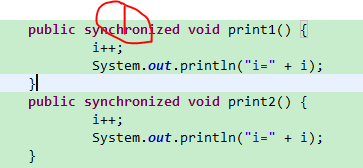 public synchronized void print1() {
i++;
System.out.println("i=" + i);
}
public synchronized void print2() {
i++;
System.out.println("i=" + i);
}